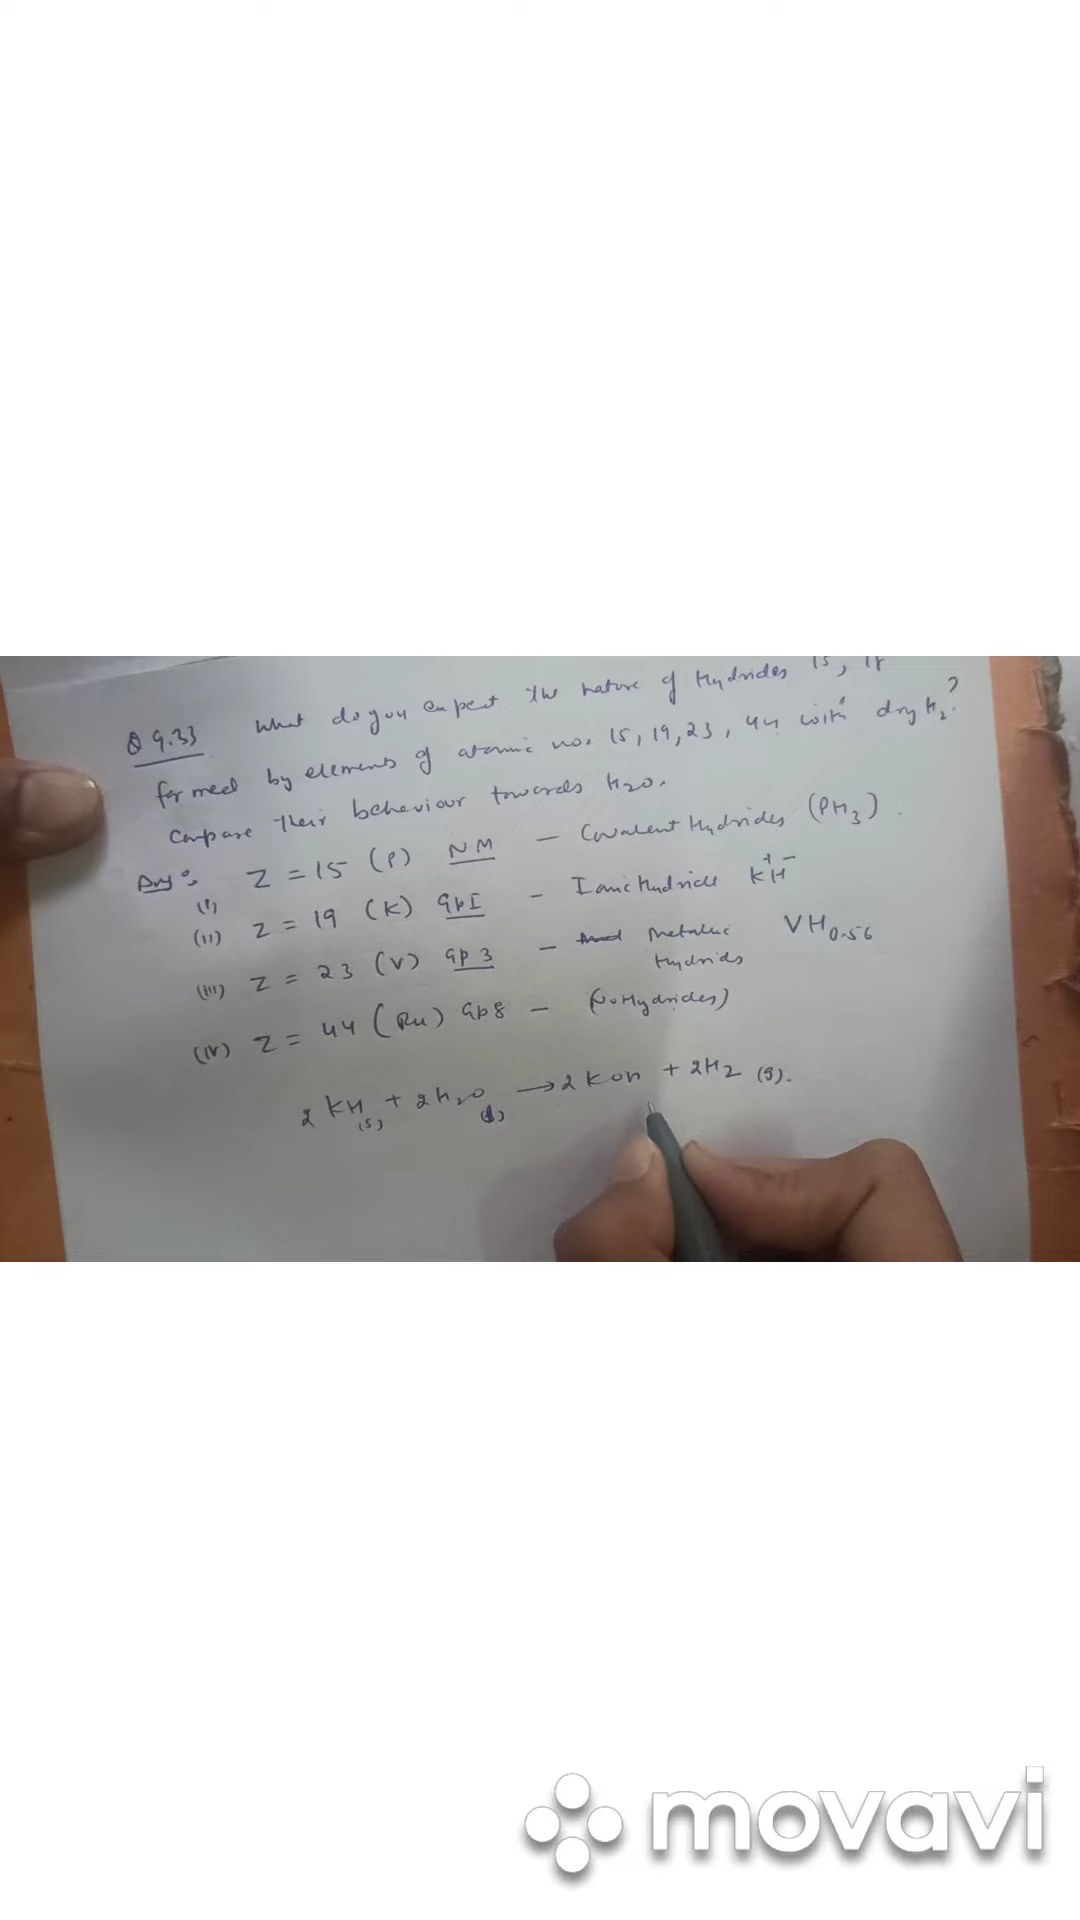 Q 9.33 What do you expect the nature of Hydrides 15, 18
formed by elements of atomic no. 15, 19, 23, 44 with dry H2?
Compare their behaviour towards H2O.
Ans: (i) Z = 15 (P) NM — Covalent Hydrides (PH3).
(ii) Z = 19 (K) Gp I - Ionic Hydride K+H-
(iii) Z = 23 (V) Gp 3 - Metallic Hydrids VH0.56
(iv) Z = 44 (Ru) Gp 8 - (No Hydrides)
2 KH(s) + 2H2O(l) → 2 KOH + 2H2 (g).
movavi